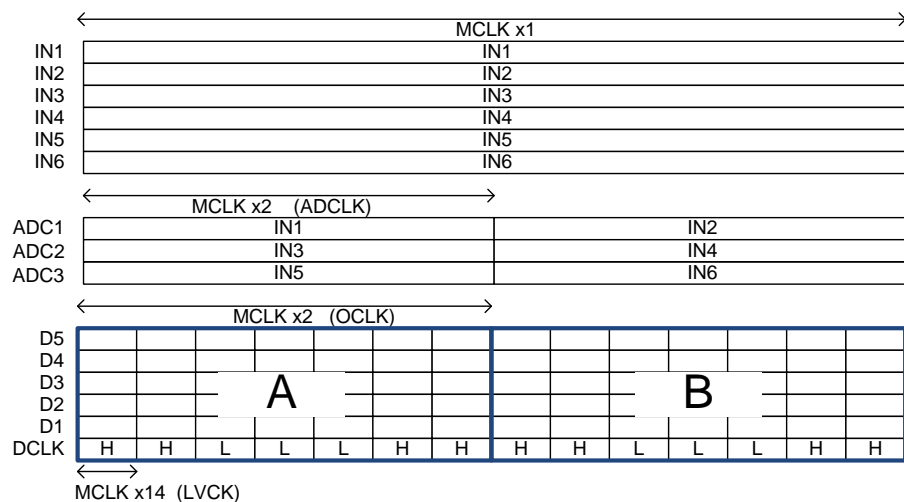 MCLK x1
IN1 IN1
IN2 IN2
IN3 IN3
IN4 IN4
IN5 IN5
IN6 IN6
MCLK x2 (ADCLK)
ADC1 IN1 IN2
ADC2 IN3 IN4
ADC3 IN5 IN6
MCLK x2 (OCLK)
D5
D4
D3
A B
D2
D1
DCLK H H L L L H H H H L L L H H
MCLK x14 (LVCK)